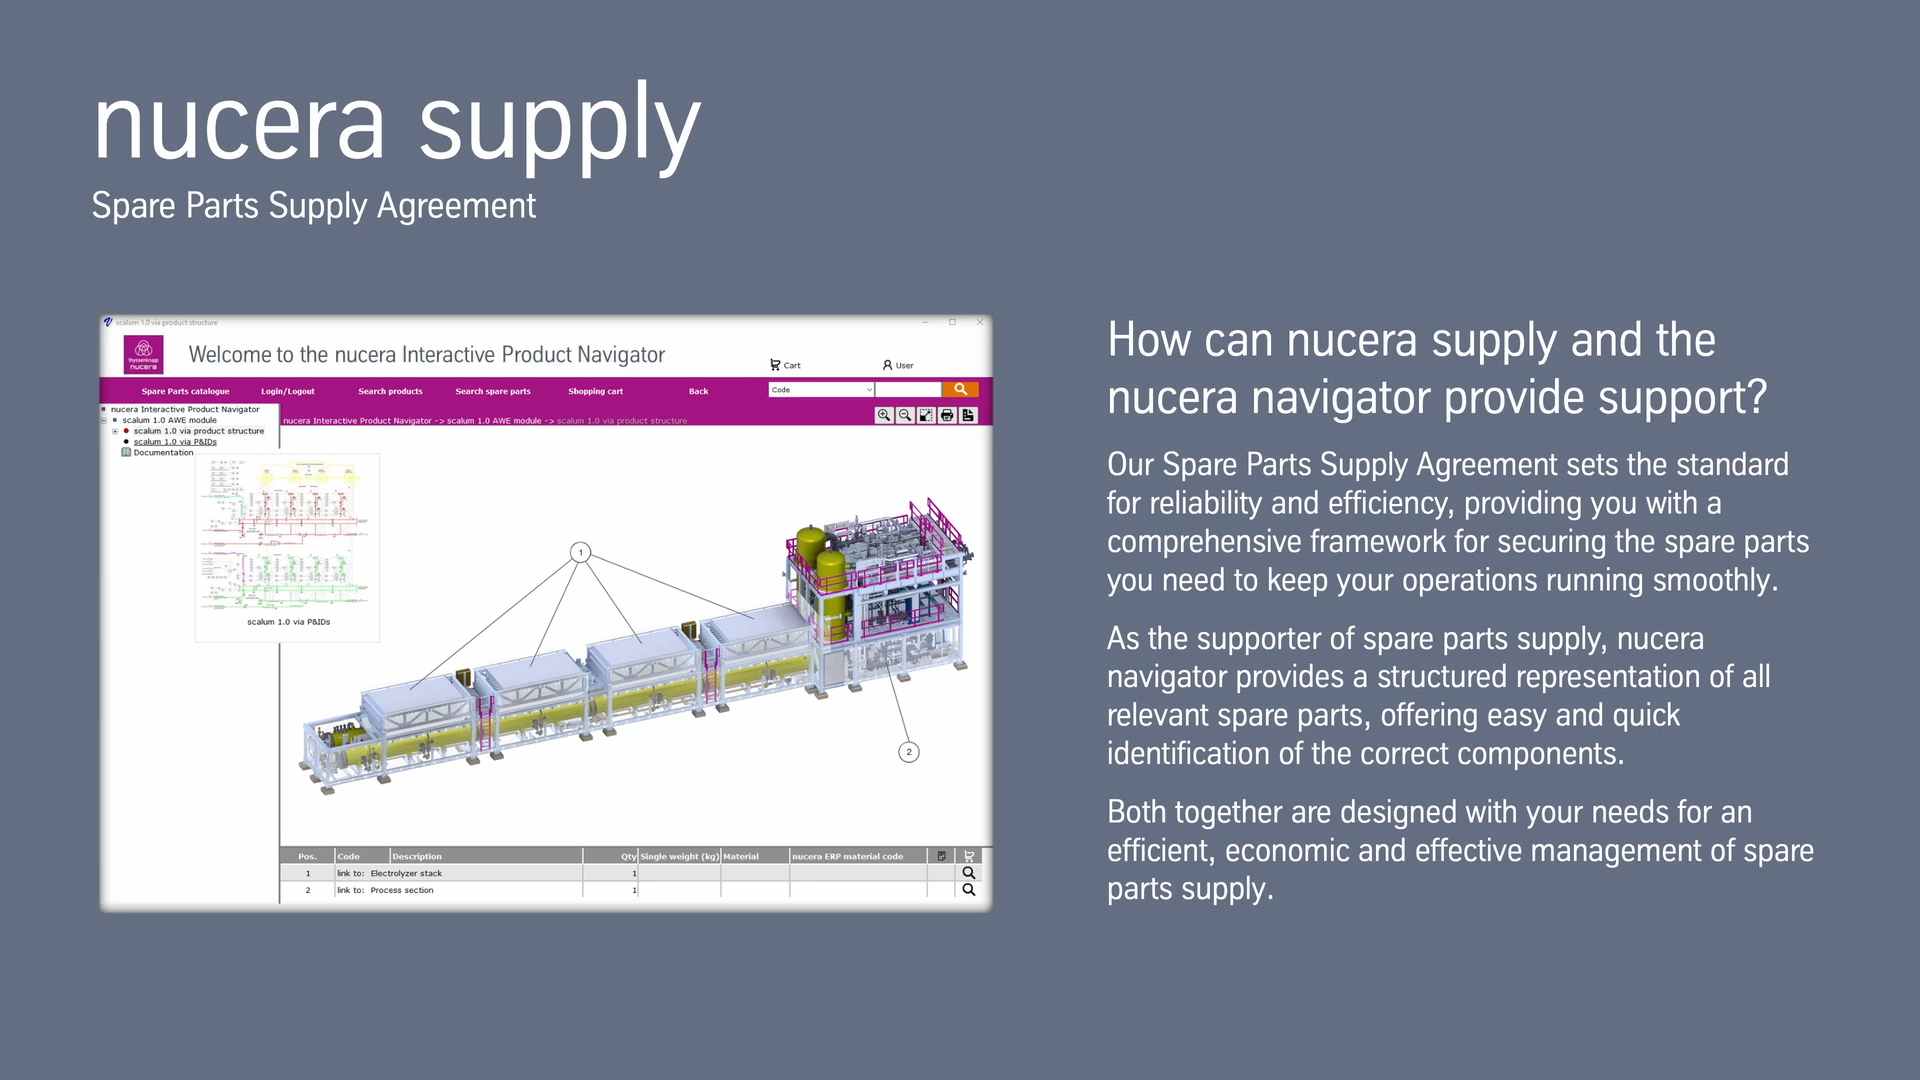 nucera supply
Spare Parts Supply Agreement
scalum 1.0 via product structure
thyssenkrupp
nucera
Welcome to the nucera Interactive Product Navigator
Cart
User
Spare Parts catalogue
Login/Logout
Search products
Search spare parts
Shopping cart
Back
Code
nucera Interactive Product Navigator
scalum 1.0 AWE module
scalum 1.0 via product structure
scalum 1.0 via P&IDs
Documentation
nucera Interactive Product Navigator -> scalum 1.0 AWE module -> scalum 1.0 via product structure
scalum 1.0 via P&IDs
1
2
Pos. Code Description Qty Single weight (kg) Material nucera ERP material code
1 link to: Electrolyzer stack 1
2 link to: Process section 1
How can nucera supply and the
nucera navigator provide support?
Our Spare Parts Supply Agreement sets the standard
for reliability and efficiency, providing you with a
comprehensive framework for securing the spare parts
you need to keep your operations running smoothly.
As the supporter of spare parts supply, nucera
navigator provides a structured representation of all
relevant spare parts, offering easy and quick
identification of the correct components.
Both together are designed with your needs for an
efficient, economic and effective management of spare
parts supply.